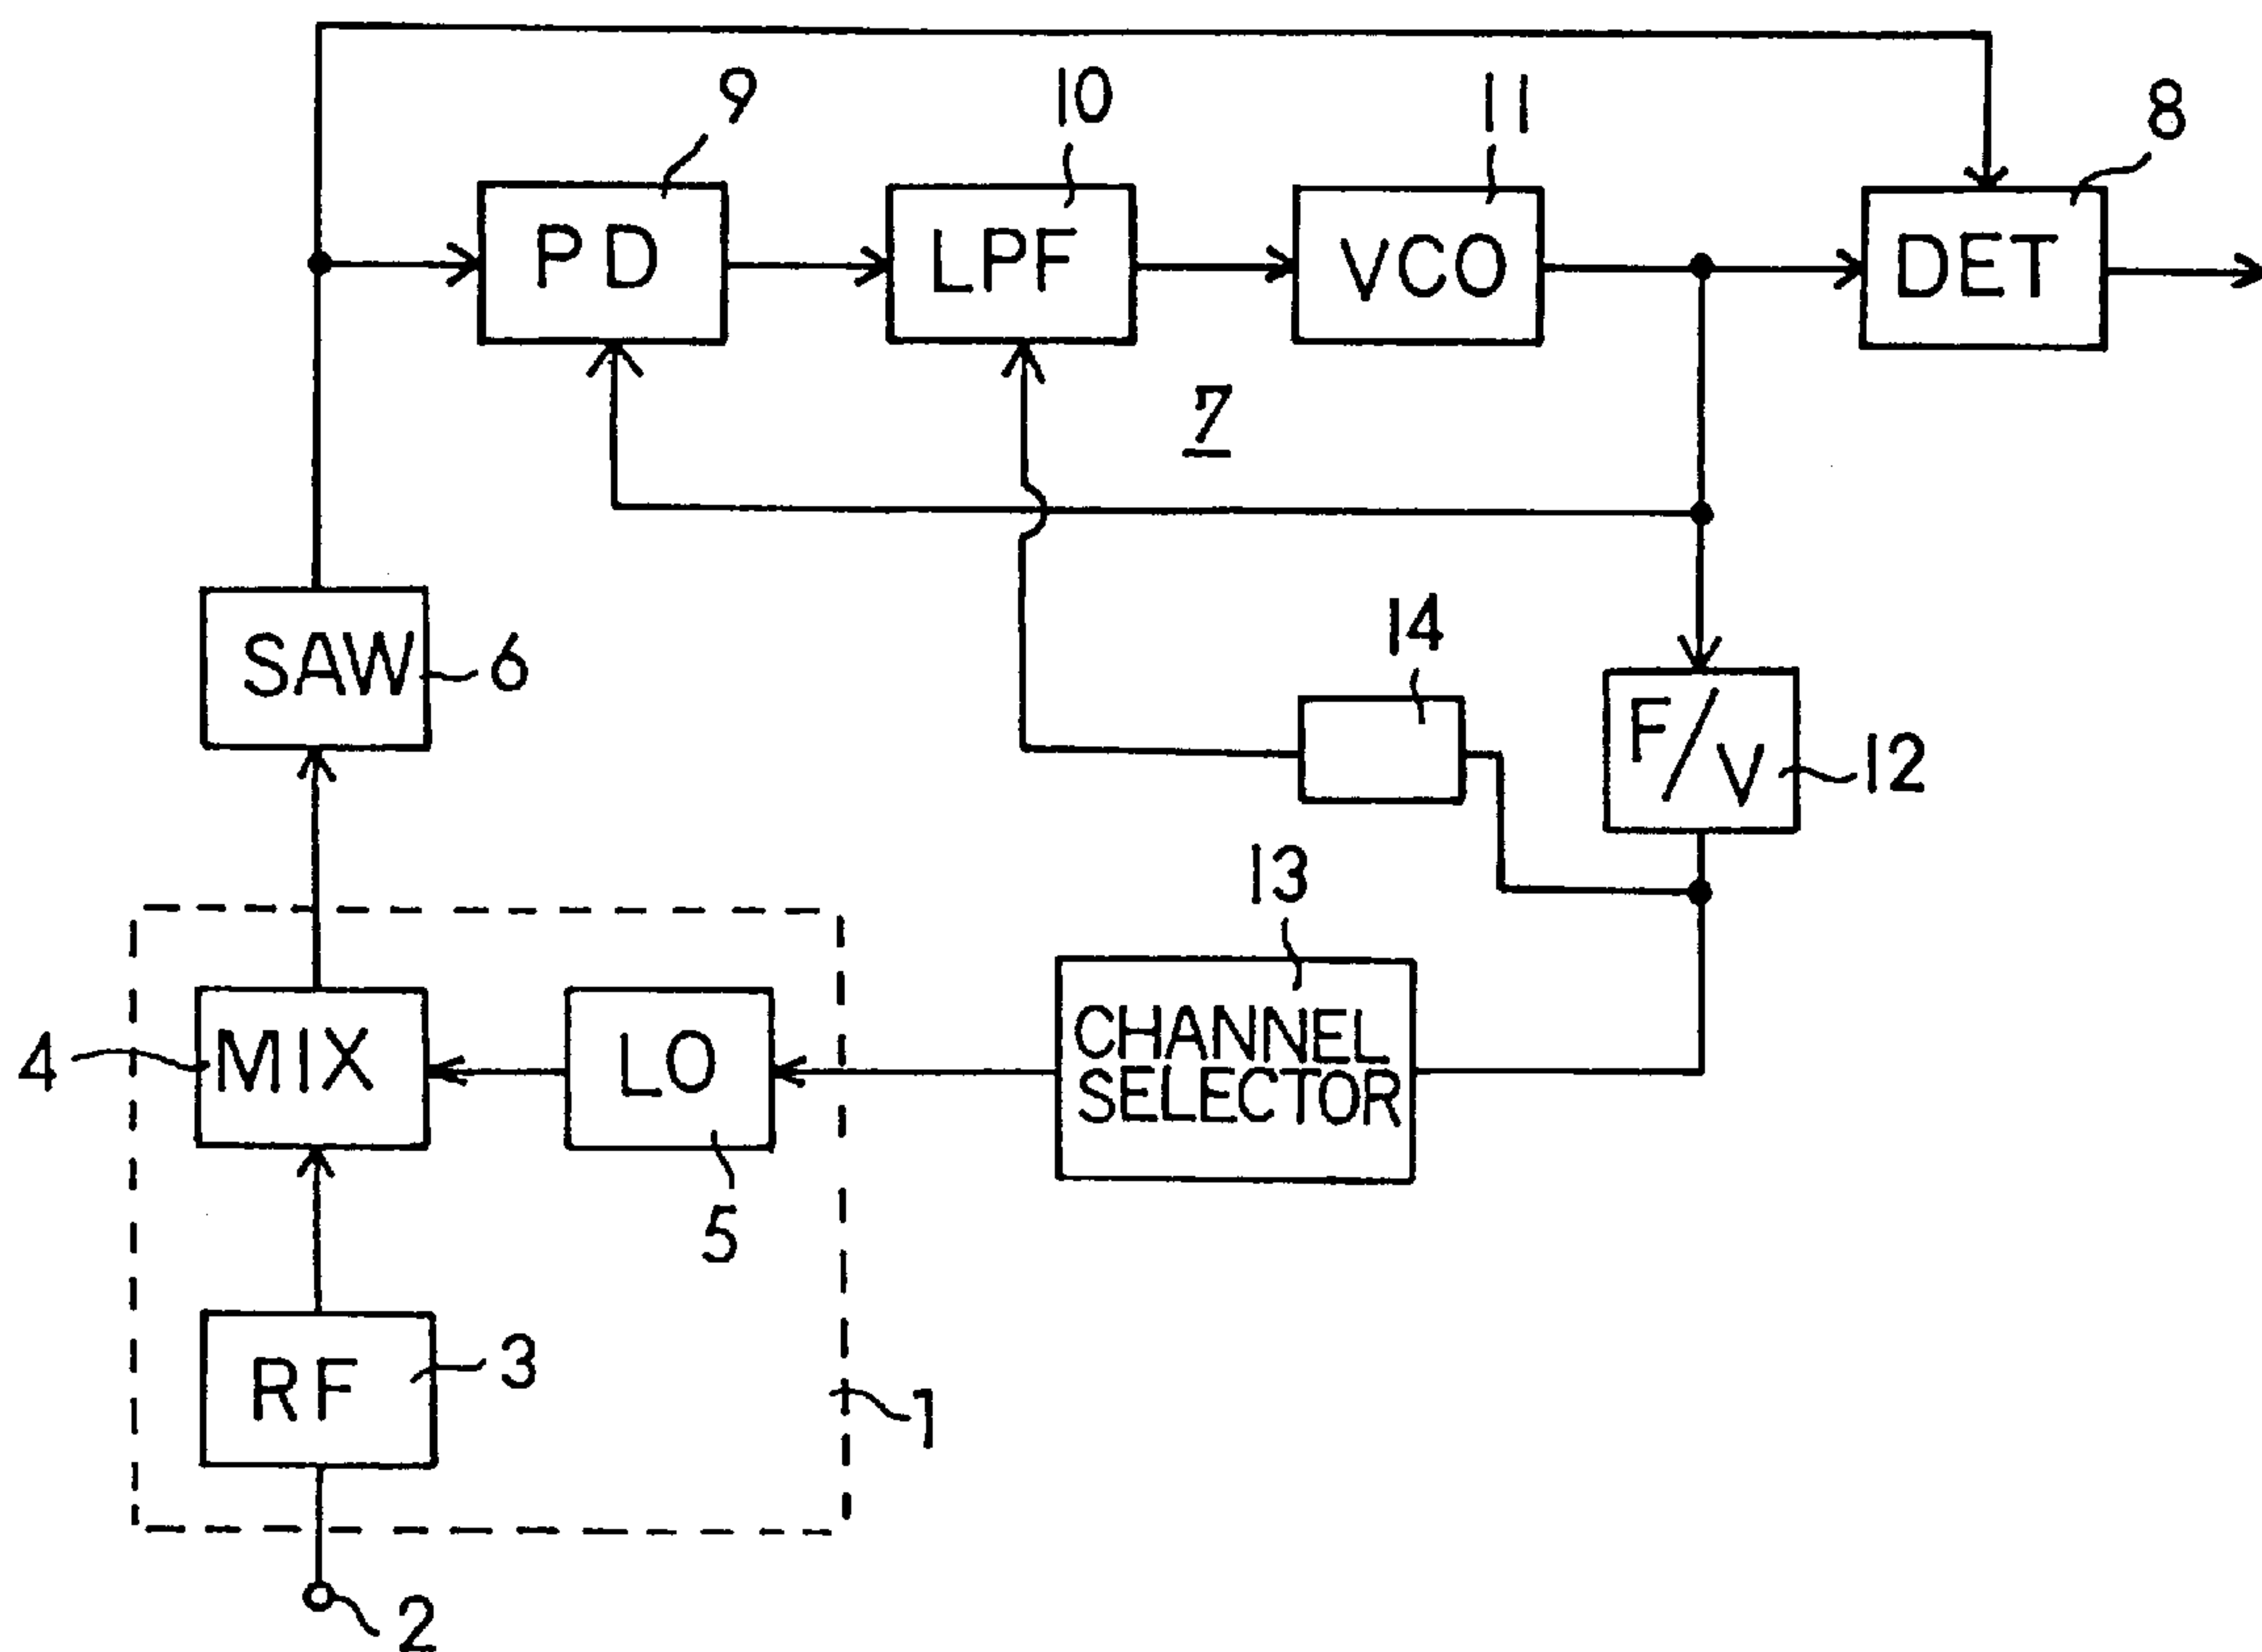 9
10
11
8
PD
LPF
VCO
DET
7
SAW
6
14
F/V
12
13
4
MIX
LO
CHANNEL
SELECTOR
5
RF
3
1
2